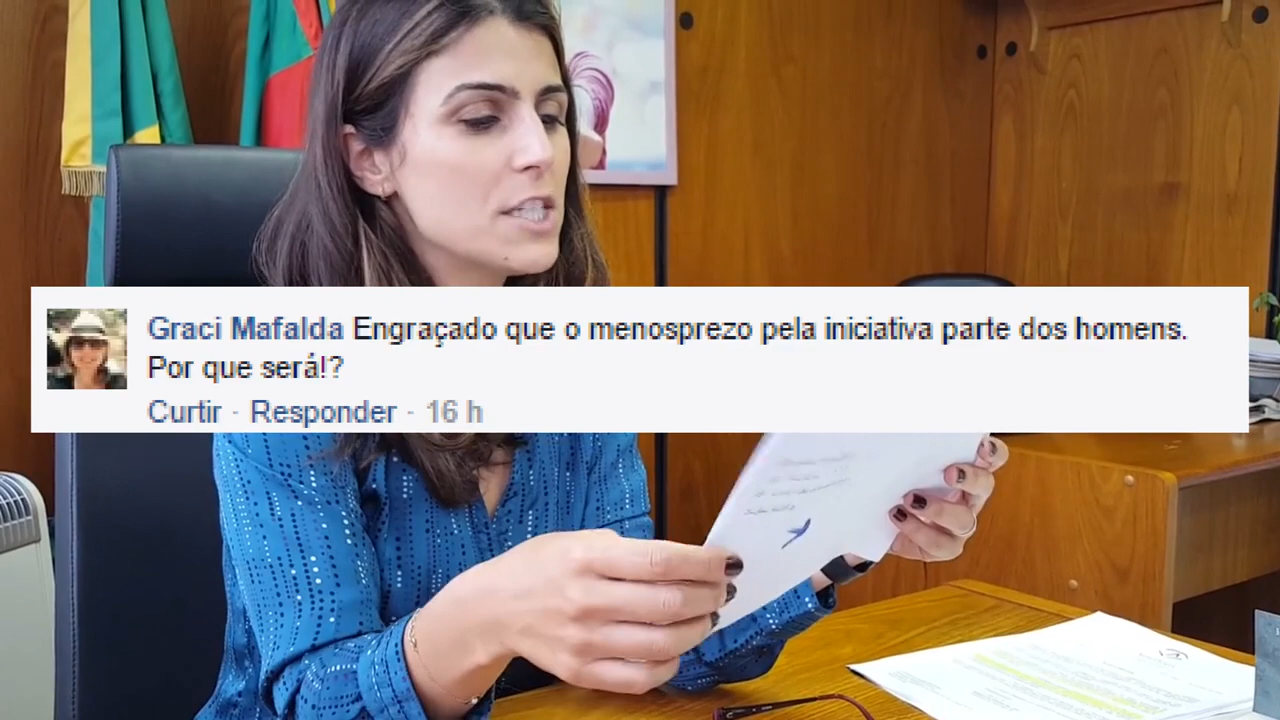 Graci Mafalda Engraçado que o menosprezo pela iniciativa parte dos homens.
Por que será!?
Curtir · Responder · 16 h